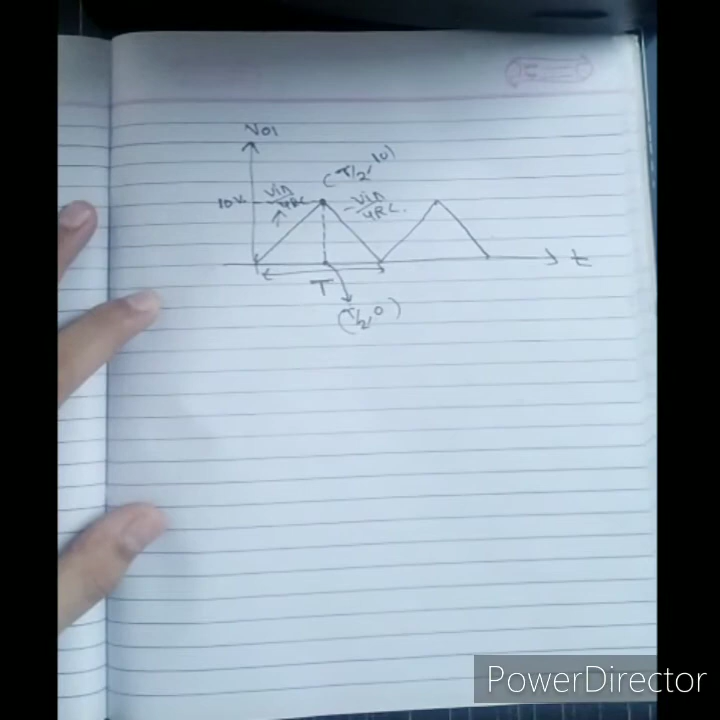 Vo1
(T/2, 10)
10V
Vin/4RC
-Vin/4RC
t
T
(T/2, 0)
PowerDirector